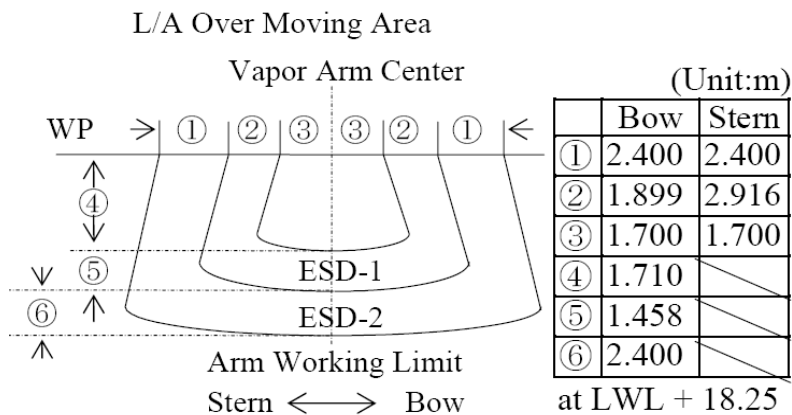 L/A Over Moving Area
Vapor Arm Center
(Unit:m)
WP ① ② ③ ③ ② ①
④
⑤ ESD-1
⑥ ESD-2
Arm Working Limit
Stern Bow
Bow Stern
① 2.400 2.400
② 1.899 2.916
③ 1.700 1.700
④ 1.710
⑤ 1.458
⑥ 2.400
at LWL + 18.25